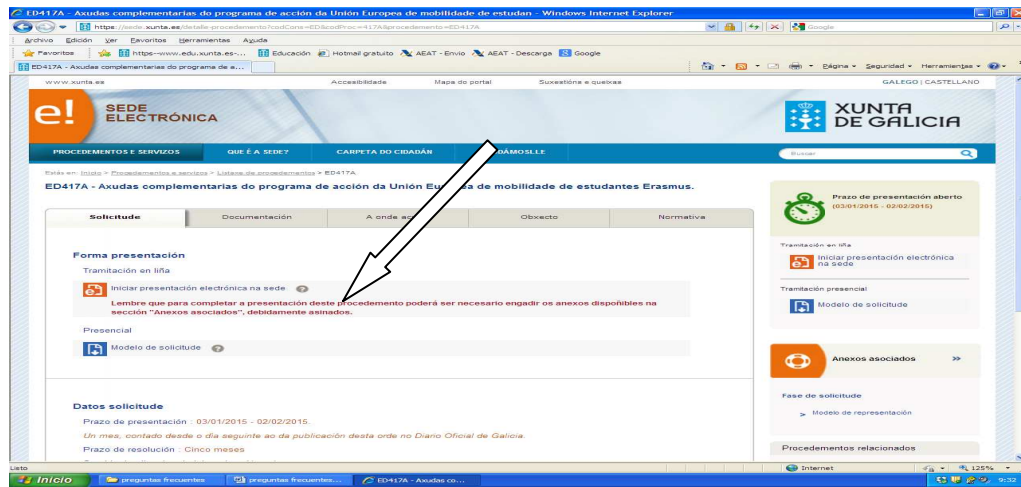 ED417A - Axudas complementarias do programa de acción da Unión Europea de mobilidade de estudan - Windows Internet Explorer
https://sede.xunta.es/detalle-procedemento?codCons=ED&codProc=417A&procedemento=ED417A
Google
Archivo Edición Ver Favoritos Herramientas Ayuda
Favoritos https--www.edu.xunta.es-... Educación Hotmail gratuito AEAT - Envio AEAT - Descarga Google
ED417A - Axudas complementarias do programa de a...
Página Seguridad Herramientas
www.xunta.es Accesibilidade Mapa do portal Suxestións e queixas GALEGO | CASTELLANO
e! SEDE ELECTRÓNICA
XUNTA DE GALICIA
PROCEDEMENTOS E SERVIZOS QUE É A SEDE? CARPETA DO CIDADÁN DÁMOSLLE
Buscar
Estás en: Inicio > Procedementos e servizos > Listaxe de procedementos > ED417A
ED417A - Axudas complementarias do programa de acción da Unión Eu a de mobilidade de estudantes Erasmus.
Solicitude Documentación A onde Obxecto Normativa
Prazo de presentación aberto
(03/01/2015 - 02/02/2015)
Forma presentación
Tramitación en liña
Iniciar presentación electrónica na sede
Lembre que para completar a presentación deste procedemento poderá ser necesario engadir os anexos dispoñibles na
sección "Anexos asociados", debidamente asinados.
Presencial
Modelo de solicitude
Tramitación en liña
Iniciar presentación electrónica
na sede
Tramitación presencial
Modelo de solicitude
Anexos asociados >>
Fase de solicitude
> Modelo de representación
Procedementos relacionados
Datos solicitude
Prazo de presentación : 03/01/2015 - 02/02/2015.
Un mes, contado desde o día seguinte ao da publicación desta orde no Diario Oficial de Galicia.
Prazo de resolución : Cinco meses
Listo Internet 125%
Inicio preguntas frecuentes preguntas frecuentes... ED417A - Axudas co... 9:32